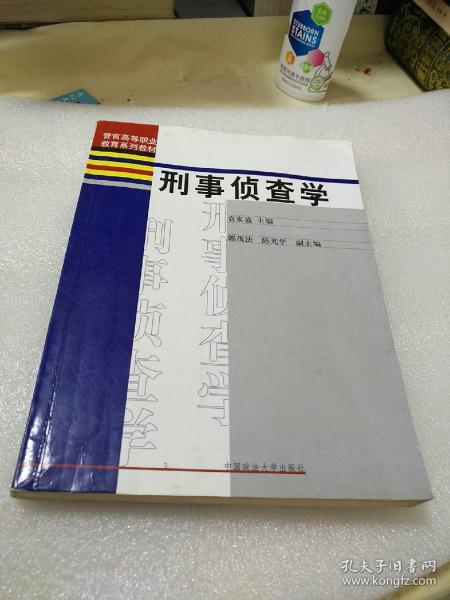 STUBBORN
STAINS
警官高等职业
教育系列教材
刑事侦查学
袁家盛 主编
郭茂法 陈光华 副主编
刑事侦查学
刑事侦查学
中国政法大学出版社
孔夫子旧书网
www.kongfz.com